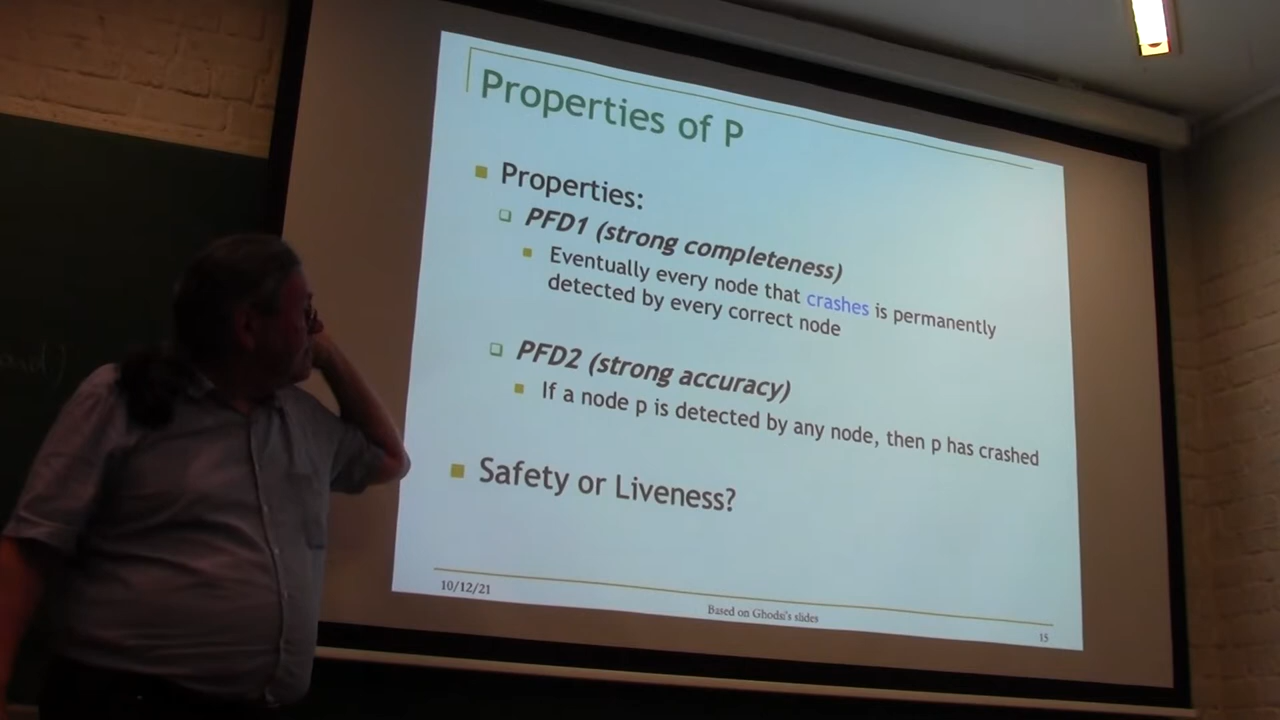 Properties of P
Properties:
PFD1 (strong completeness)
Eventually every node that crashes is permanently
detected by every correct node
PFD2 (strong accuracy)
If a node p is detected by any node, then p has crashed
Safety or Liveness?
10/12/21
Based on Ghodsi's slides
15